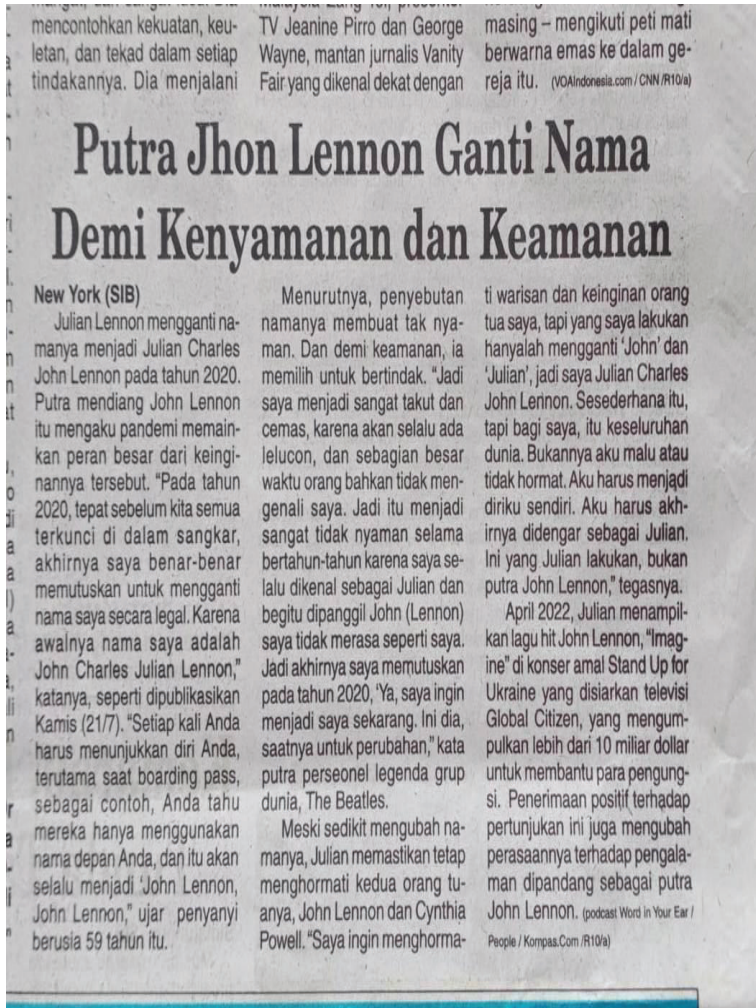 mencontohkan kekuatan, keu-
letan, dan tekad dalam setiap
tindakannya. Dia menjalani
TV Jeanine Pirro dan George
Wayne, mantan jurnalis Vanity
Fair yang dikenal dekat dengan
masing – mengikuti peti mati
berwarna emas ke dalam ge-
reja itu. (VOAIndonesia.com / CNN /R10/a)
Putra Jhon Lennon Ganti Nama
Demi Kenyamanan dan Keamanan
New York (SIB)
Julian Lennon mengganti na-
manya menjadi Julian Charles
John Lennon pada tahun 2020.
Putra mendiang John Lennon
itu mengaku pandemi memain-
kan peran besar dari keingi-
nannya tersebut. “Pada tahun
2020, tepat sebelum kita semua
terkunci di dalam sangkar,
akhirnya saya benar-benar
memutuskan untuk mengganti
nama saya secara legal. Karena
awalnya nama saya adalah
John Charles Julian Lennon,”
katanya, seperti dipublikasikan
Kamis (21/7). “Setiap kali Anda
harus menunjukkan diri Anda,
terutama saat boarding pass,
sebagai contoh, Anda tahu
mereka hanya menggunakan
nama depan Anda, dan itu akan
selalu menjadi ‘John Lennon,
John Lennon,” ujar penyanyi
berusia 59 tahun itu.
Menurutnya, penyebutan
namanya membuat tak nya-
man. Dan demi keamanan, ia
memilih untuk bertindak. “Jadi
saya menjadi sangat takut dan
cemas, karena akan selalu ada
lelucon, dan sebagian besar
waktu orang bahkan tidak men-
genali saya. Jadi itu menjadi
sangat tidak nyaman selama
bertahun-tahun karena saya se-
lalu dikenal sebagai Julian dan
begitu dipanggil John (Lennon)
saya tidak merasa seperti saya.
Jadi akhirnya saya memutuskan
pada tahun 2020, ‘Ya, saya ingin
menjadi saya sekarang. Ini dia,
saatnya untuk perubahan,” kata
putra perseonel legenda grup
dunia, The Beatles.
Meski sedikit mengubah na-
manya, Julian memastikan tetap
menghormati kedua orang tu-
anya, John Lennon dan Cynthia
Powell. “Saya ingin menghorma-
ti warisan dan keinginan orang
tua saya, tapi yang saya lakukan
hanyalah mengganti ‘John’ dan
‘Julian’, jadi saya Julian Charles
John Lennon. Sesederhana itu,
tapi bagi saya, itu keseluruhan
dunia. Bukannya aku malu atau
tidak hormat. Aku harus menjadi
diriku sendiri. Aku harus akh-
irnya didengar sebagai Julian.
Ini yang Julian lakukan, bukan
putra John Lennon,” tegasnya.
April 2022, Julian menampil-
kan lagu hit John Lennon, “Imag-
ine” di konser amal Stand Up for
Ukraine yang disiarkan televisi
Global Citizen, yang mengum-
pulkan lebih dari 10 miliar dollar
untuk membantu para pengung-
si. Penerimaan positif terhadap
pertunjukan ini juga mengubah
perasaannya terhadap pengala-
man dipandang sebagai putra
John Lennon. (podcast Word in Your Ear /
People / Kompas.Com /R10/a)